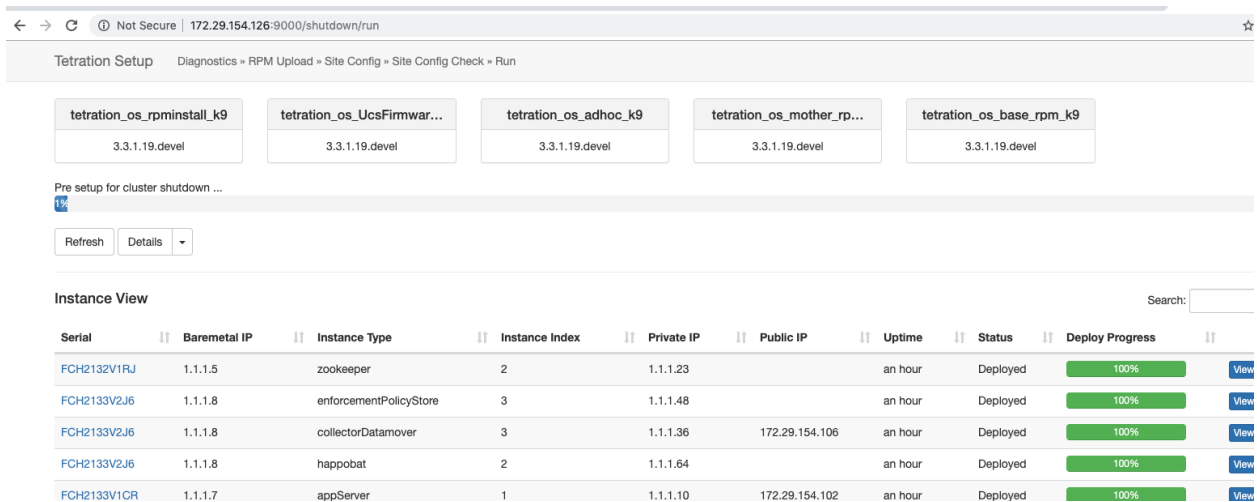 Not Secure | 172.29.154.126:9000/shutdown/run
Tetration Setup Diagnostics » RPM Upload » Site Config » Site Config Check » Run
tetration_os_rpminstall_k9 tetration_os_UcsFirmwar... tetration_os_adhoc_k9 tetration_os_mother_rp... tetration_os_base_rpm_k9
3.3.1.19.devel 3.3.1.19.devel 3.3.1.19.devel 3.3.1.19.devel 3.3.1.19.devel
Pre setup for cluster shutdown ...
1%
Refresh Details
Instance View Search:
Serial Baremetal IP Instance Type Instance Index Private IP Public IP Uptime Status Deploy Progress
FCH2132V1RJ 1.1.1.5 zookeeper 2 1.1.1.23 an hour Deployed 100% View
FCH2133V2J6 1.1.1.8 enforcementPolicyStore 3 1.1.1.48 an hour Deployed 100% View
FCH2133V2J6 1.1.1.8 collectorDatamover 3 1.1.1.36 172.29.154.106 an hour Deployed 100% View
FCH2133V2J6 1.1.1.8 happobat 2 1.1.1.64 an hour Deployed 100% View
FCH2133V1CR 1.1.1.7 appServer 1 1.1.1.10 172.29.154.102 an hour Deployed 100% View